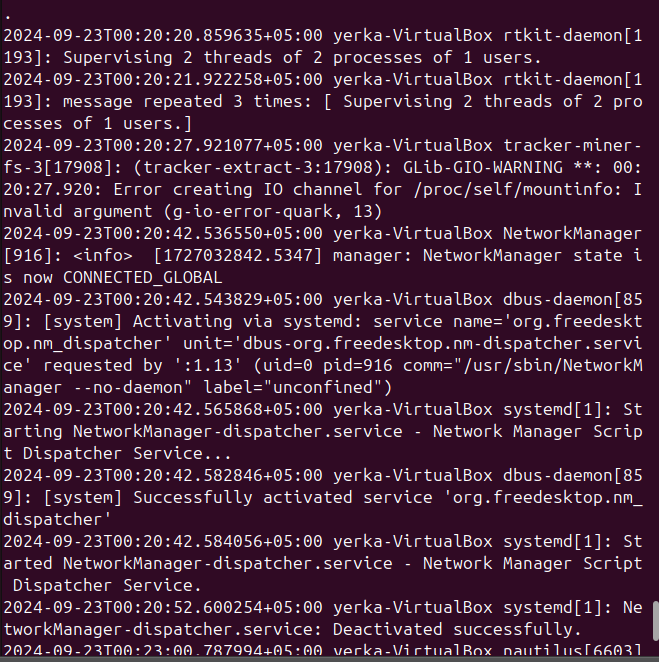 .
2024-09-23T00:20:20.859635+05:00 yerka-VirtualBox rtkit-daemon[1
193]: Supervising 2 threads of 2 processes of 1 users.
2024-09-23T00:20:21.922258+05:00 yerka-VirtualBox rtkit-daemon[1
193]: message repeated 3 times: [ Supervising 2 threads of 2 pro
cesses of 1 users.]
2024-09-23T00:20:27.921077+05:00 yerka-VirtualBox tracker-miner-
fs-3[17908]: (tracker-extract-3:17908): GLib-GIO-WARNING **: 00:
20:27.920: Error creating IO channel for /proc/self/mountinfo: I
nvalid argument (g-io-error-quark, 13)
2024-09-23T00:20:42.536550+05:00 yerka-VirtualBox NetworkManager
[916]: <info>  [1727032842.5347] manager: NetworkManager state i
s now CONNECTED_GLOBAL
2024-09-23T00:20:42.543829+05:00 yerka-VirtualBox dbus-daemon[85
9]: [system] Activating via systemd: service name='org.freedeskt
op.nm_dispatcher' unit='dbus-org.freedesktop.nm-dispatcher.servi
ce' requested by ':1.13' (uid=0 pid=916 comm="/usr/sbin/NetworkM
anager --no-daemon" label="unconfined")
2024-09-23T00:20:42.565868+05:00 yerka-VirtualBox systemd[1]: St
arting NetworkManager-dispatcher.service - Network Manager Scrip
t Dispatcher Service...
2024-09-23T00:20:42.582846+05:00 yerka-VirtualBox dbus-daemon[85
9]: [system] Successfully activated service 'org.freedesktop.nm_
dispatcher'
2024-09-23T00:20:42.584056+05:00 yerka-VirtualBox systemd[1]: St
arted NetworkManager-dispatcher.service - Network Manager Script
 Dispatcher Service.
2024-09-23T00:20:52.600254+05:00 yerka-VirtualBox systemd[1]: Ne
tworkManager-dispatcher.service: Deactivated successfully.
2024-09-23T00:23:00.787994+05:00 yerka-VirtualBox nautilus[6603]